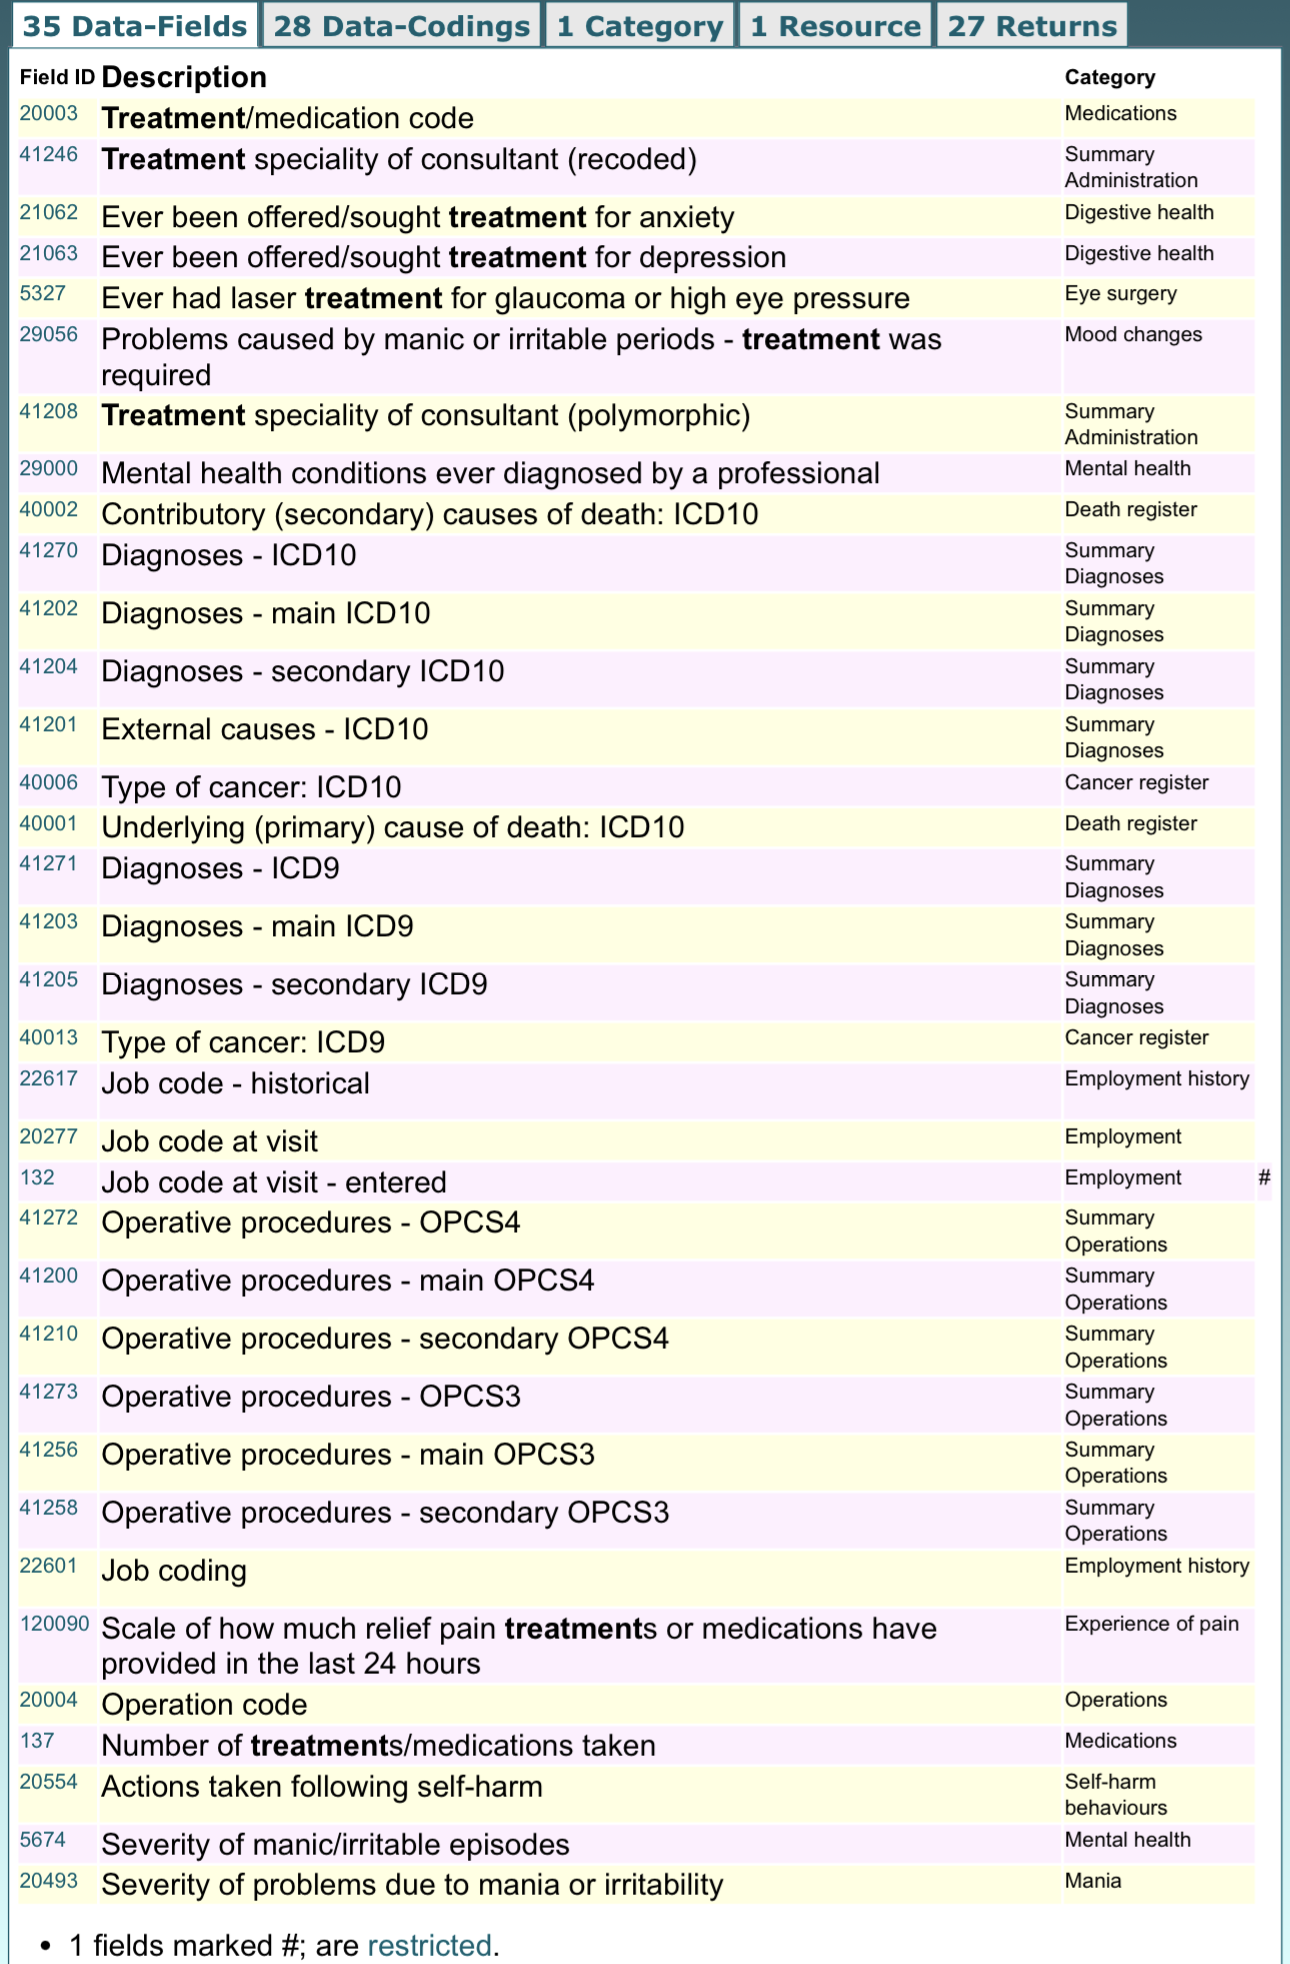 35 Data-Fields 28 Data-Codings 1 Category 1 Resource 27 Returns
Field ID Description Category
20003 Treatment/medication code Medications
41246 Treatment speciality of consultant (recoded) Summary
Administration
21062 Ever been offered/sought treatment for anxiety Digestive health
21063 Ever been offered/sought treatment for depression Digestive health
5327 Ever had laser treatment for glaucoma or high eye pressure Eye surgery
29056 Problems caused by manic or irritable periods - treatment was Mood changes
required
41208 Treatment speciality of consultant (polymorphic) Summary
Administration
29000 Mental health conditions ever diagnosed by a professional Mental health
40002 Contributory (secondary) causes of death: ICD10 Death register
41270 Diagnoses - ICD10 Summary
Diagnoses
41202 Diagnoses - main ICD10 Summary
Diagnoses
41204 Diagnoses - secondary ICD10 Summary
Diagnoses
41201 External causes - ICD10 Summary
Diagnoses
40006 Type of cancer: ICD10 Cancer register
40001 Underlying (primary) cause of death: ICD10 Death register
41271 Diagnoses - ICD9 Summary
Diagnoses
41203 Diagnoses - main ICD9 Summary
Diagnoses
41205 Diagnoses - secondary ICD9 Summary
Diagnoses
40013 Type of cancer: ICD9 Cancer register
22617 Job code - historical Employment history
20277 Job code at visit Employment
132 Job code at visit - entered Employment #
41272 Operative procedures - OPCS4 Summary
Operations
41200 Operative procedures - main OPCS4 Summary
Operations
41210 Operative procedures - secondary OPCS4 Summary
Operations
41273 Operative procedures - OPCS3 Summary
Operations
41256 Operative procedures - main OPCS3 Summary
Operations
41258 Operative procedures - secondary OPCS3 Summary
Operations
22601 Job coding Employment history
120090 Scale of how much relief pain treatments or medications have Experience of pain
provided in the last 24 hours
20004 Operation code Operations
137 Number of treatments/medications taken Medications
20554 Actions taken following self-harm Self-harm
behaviours
5674 Severity of manic/irritable episodes Mental health
20493 Severity of problems due to mania or irritability Mania
• 1 fields marked #; are restricted.